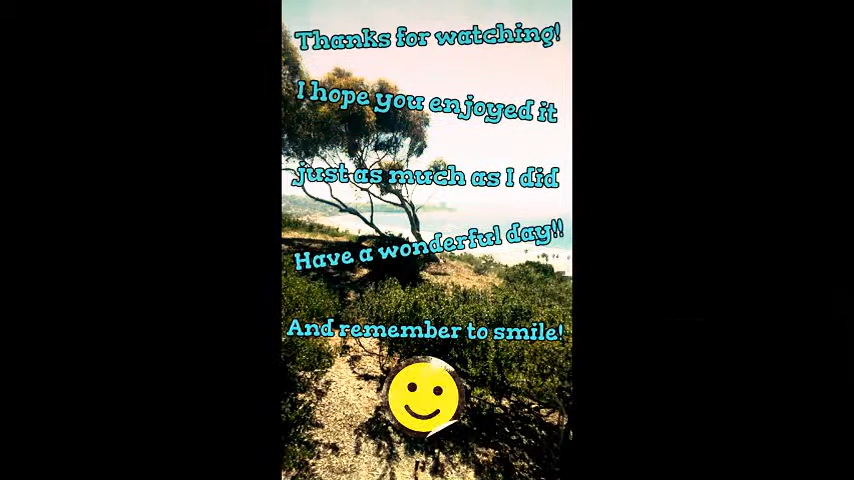 Thanks for watching!
I hope you enjoyed it
just as much as I did
Have a wonderful day!!
And remember to smile!